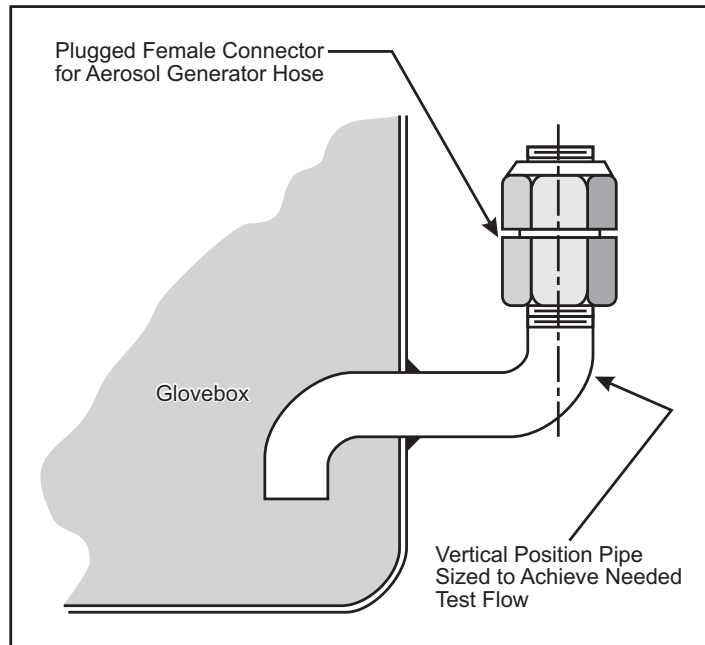 Plugged Female Connector
for Aerosol Generator Hose
Glovebox
Vertical Position Pipe
Sized to Achieve Needed
Test Flow